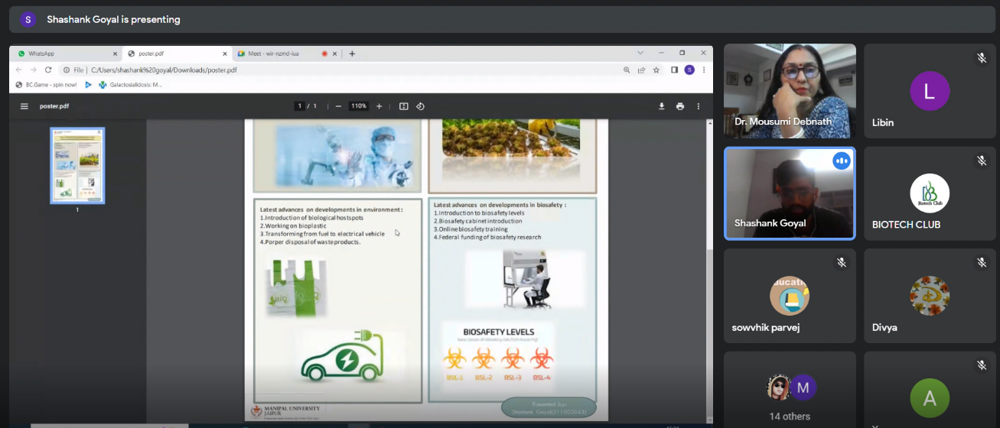 S Shashank Goyal is presenting
WhatsApp
poster.pdf
Meet - wir-nzmd-iua
File | C:/Users/shashank%20goyal/Downloads/poster.pdf
S
BC.Game - spin now!
Galactosialidosis: M...
poster.pdf
1 / 1
110%
1
Latest advances on developments in environment :
1.Introduction of biological hostspots
2.Working on bioplastic
3.Transforming from fuel to electrical vehicle
4.Porper disposal of waste products.
Latest advances on developments in biosafety :
1.Introduction to biosafety levels
2.Biosafety cabinet introduction
3.Online biosafety training
4.Federal funding of biosafety research
BIOSAFETY LEVELS
BSL-1 BSL-2 BSL-3 BSL-4
MANIPAL UNIVERSITY
JAIPUR
Presented by:-
Dr. Mousumi Debnath
L
Libin
Shashank Goyal
Biotech Club
BIOTECH CLUB
sowvhik parvej
Divya
M
14 others
A